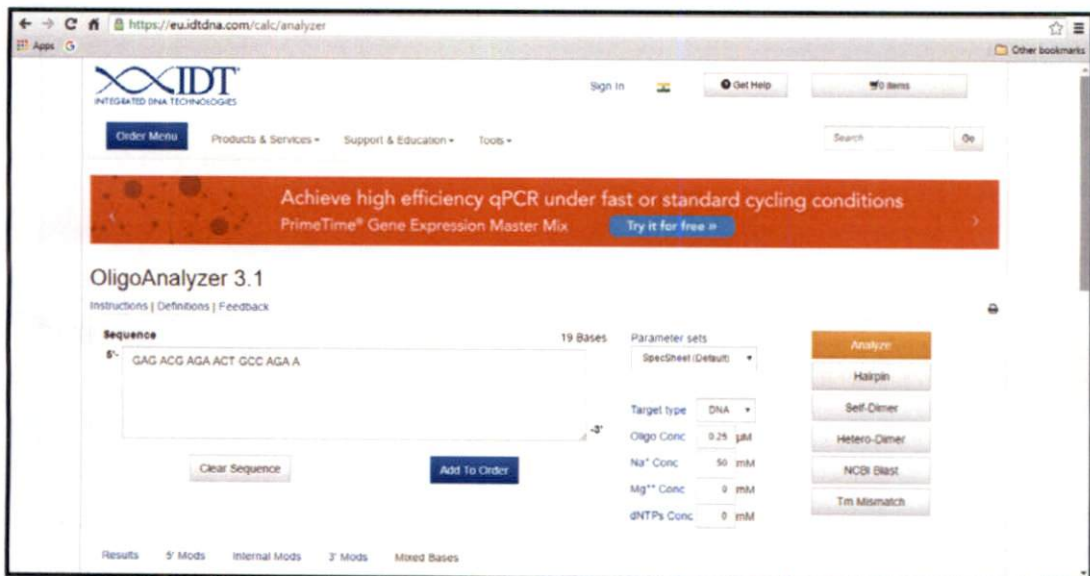 https://eu.idtdna.com/calc/analyzer
Apps G Other bookmarks
IDT
INTEGRATED DNA TECHNOLOGIES
Sign In Get Help 0 items
Order Menu Products & Services Support & Education Tools Search Go
Achieve high efficiency qPCR under fast or standard cycling conditions
PrimeTime® Gene Expression Master Mix Try it for free »
OligoAnalyzer 3.1
Instructions | Definitions | Feedback
Sequence 19 Bases Parameter sets Analyze
5'- GAG ACG AGA ACT GCC AGA A SpecSheet (Default)
Hairpin
Target type DNA Self-Dimer
-3'
Oligo Conc 0.25 µM Hetero-Dimer
Clear Sequence Add To Order Na⁺ Conc 50 mM NCBI Blast
Mg⁺⁺ Conc 0 mM Tm Mismatch
dNTPs Conc 0 mM
Results 5' Mods Internal Mods 3' Mods Mixed Bases